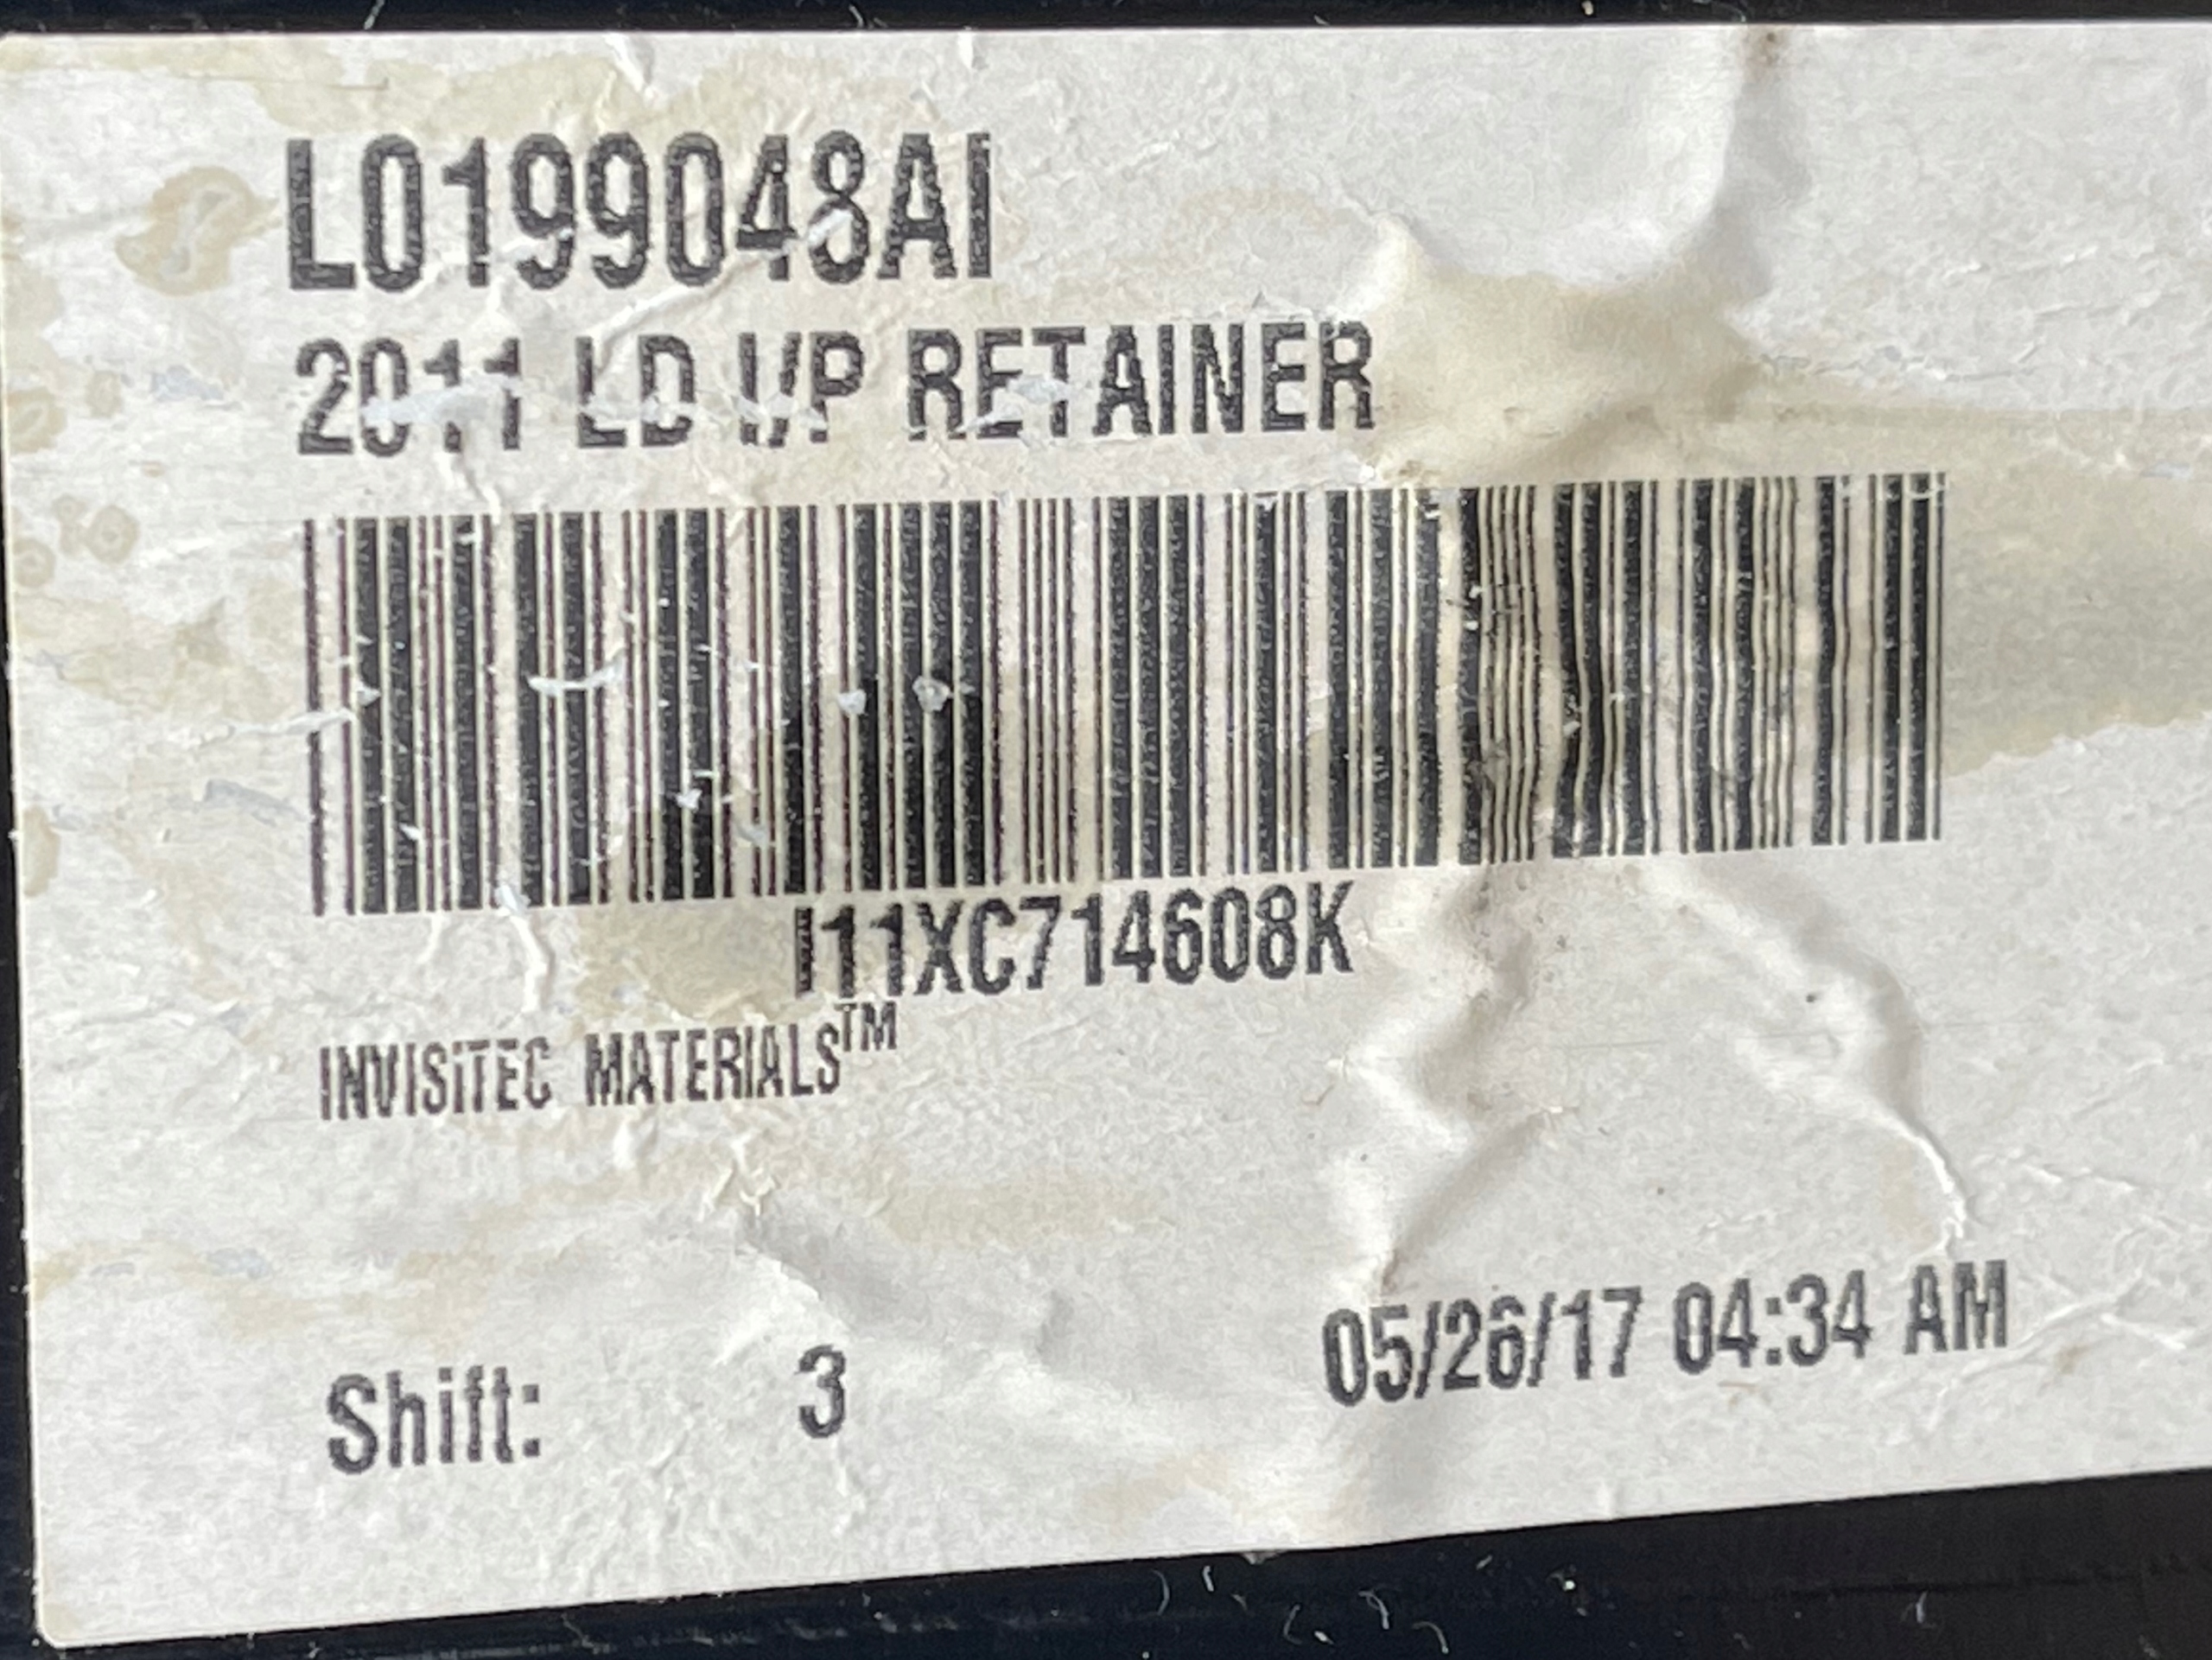 L0199048AI
2011 LD I/P RETAINER
I11XC714608K
INVISiTEC MATERIALS™
Shift: 3 05/26/17 04:34 AM